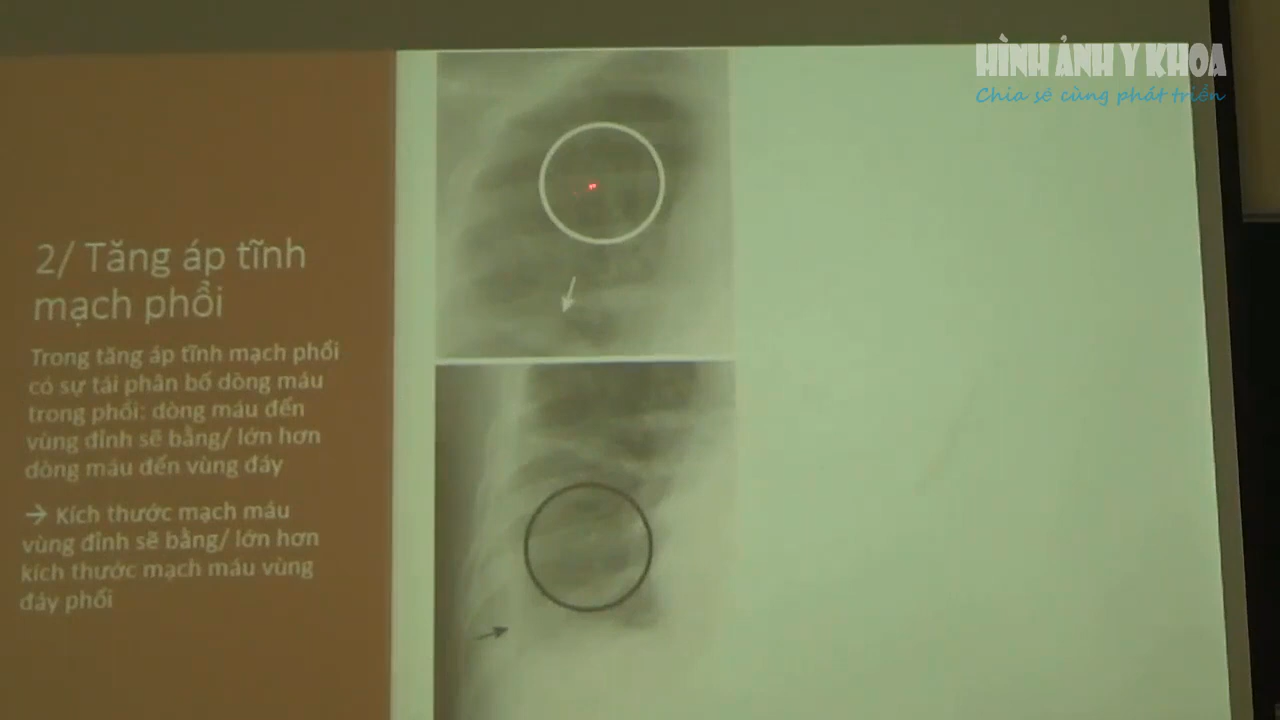 HÌNH ẢNH Y KHOA
Chia sẻ cùng phát triển
2/ Tăng áp tĩnh
mạch phổi
Trong tăng áp tĩnh mạch phổi
có sự tái phân bố dòng máu
trong phổi: dòng máu đến
vùng đỉnh sẽ bằng/ lớn hơn
dòng máu đến vùng đáy
→ Kích thước mạch máu
vùng đỉnh sẽ bằng/ lớn hơn
kích thước mạch máu vùng
đáy phổi